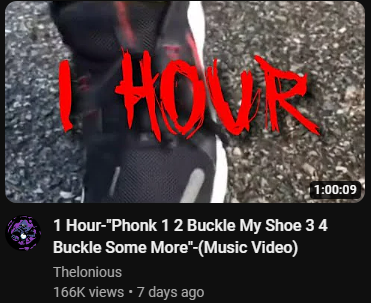 1 HOUR
1:00:09
1 Hour-"Phonk 1 2 Buckle My Shoe 3 4
Buckle Some More"-(Music Video)
Thelonious
166K views • 7 days ago